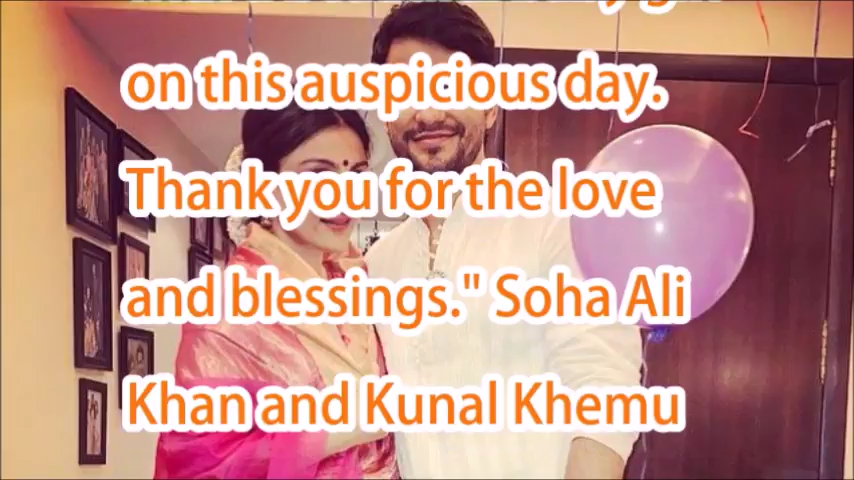 on this auspicious day.
Thank you for the love
and blessings." Soha Ali
Khan and Kunal Khemu